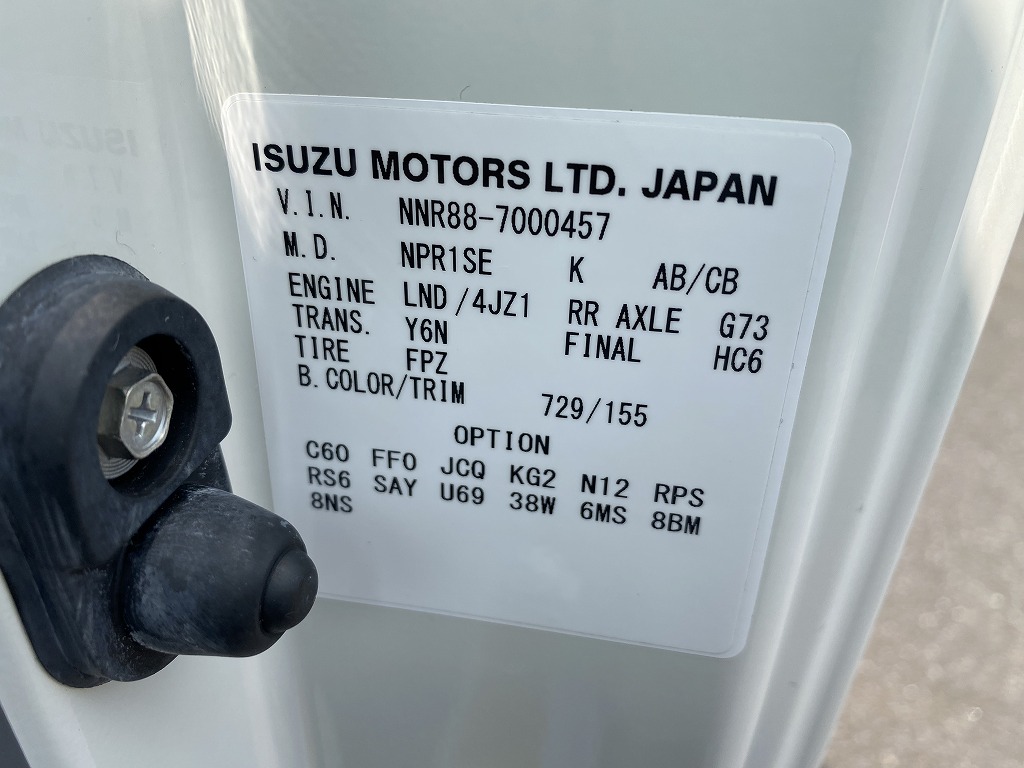 ISUZU MOTORS LTD. JAPAN
V.I.N. NNR88-7000457
M.D. NPR1SE K AB/CB
ENGINE LND/4JZ1 RR AXLE G73
TRANS. Y6N FINAL HC6
TIRE FPZ
B.COLOR/TRIM 729/155
OPTION
C60 FF0 JCQ KG2 N12 RPS
RS6 SAY U69 38W 6MS 8BM
8NS